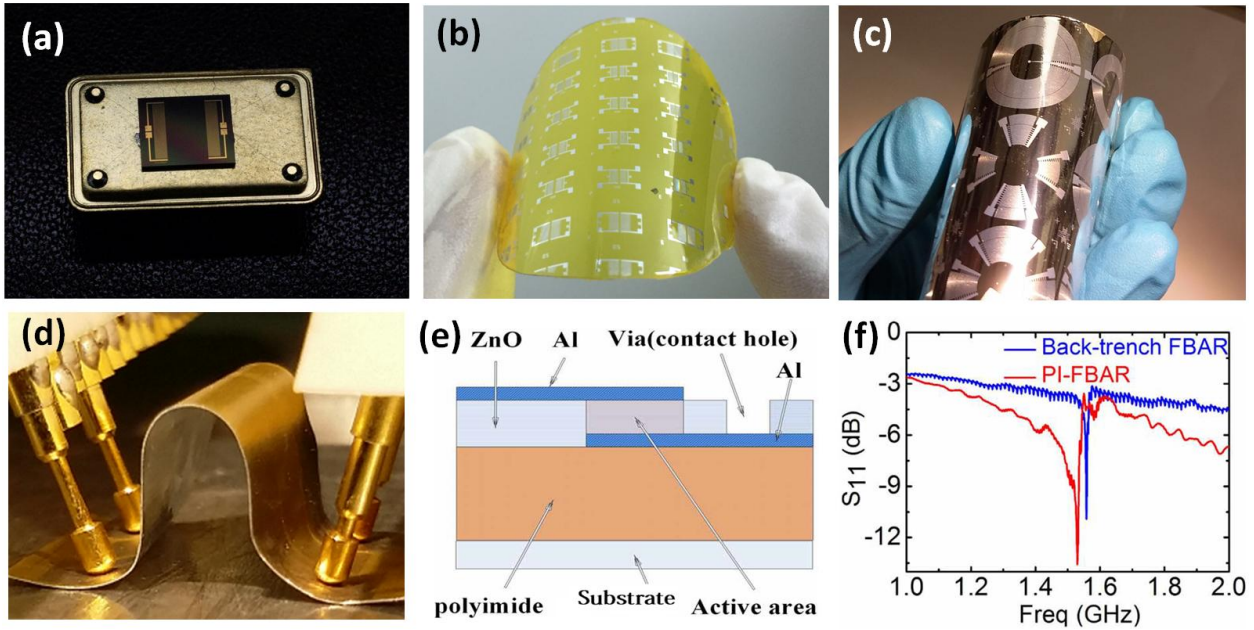 (a)
(b)
(c)
(d)
(e)
ZnO
Al
Via(contact hole)
Al
polyimide
Substrate
Active area
(f)
Back-trench FBAR
PI-FBAR
0
-3
-6
-9
-12
S11 (dB)
1.0
1.2
1.4
1.6
1.8
2.0
Freq (GHz)